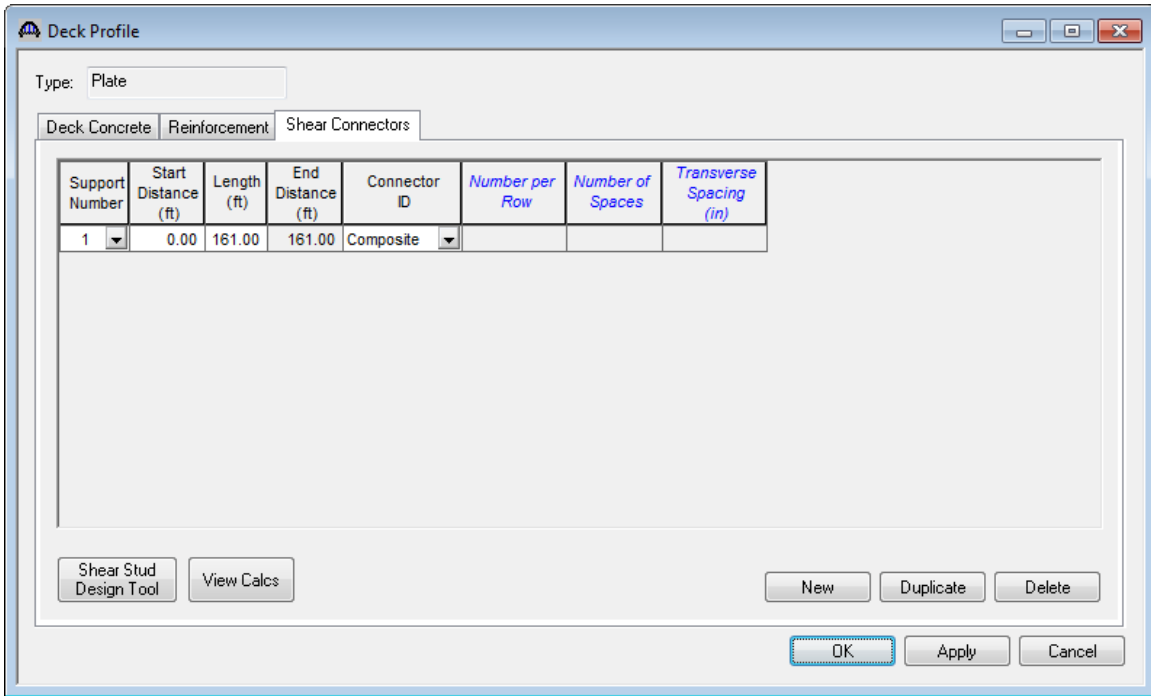 Deck Profile
Type: Plate
Deck Concrete Reinforcement Shear Connectors
Support Number Start Distance (ft) Length (ft) End Distance (ft) Connector ID Number per Row Number of Spaces Transverse Spacing (in)
1 0.00 161.00 161.00 Composite
Shear Stud Design Tool View Calcs New Duplicate Delete
OK Apply Cancel